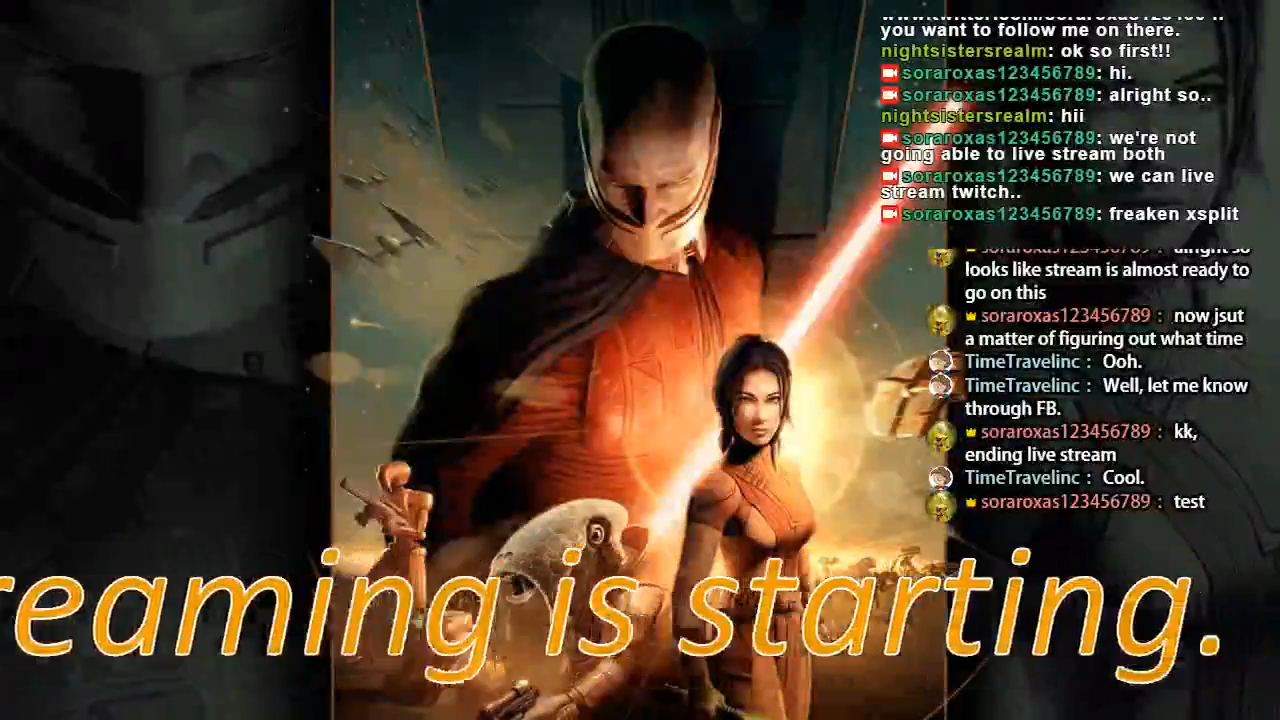 you want to follow me on there.
nightsistersrealm: ok so first!!
soraroxas123456789: hi.
soraroxas123456789: alright so..
nightsistersrealm: hii
soraroxas123456789: we're not
going able to live stream both
soraroxas123456789: we can live
stream twitch..
soraroxas123456789: freaken xsplit
soraroxas123456789 : alright so
looks like stream is almost ready to
go on this
soraroxas123456789 : now jsut
a matter of figuring out what time
TimeTravelinc : Ooh.
TimeTravelinc : Well, let me know
through FB.
soraroxas123456789 : kk,
ending live stream
TimeTravelinc : Cool.
soraroxas123456789 : test
reaming is starting.